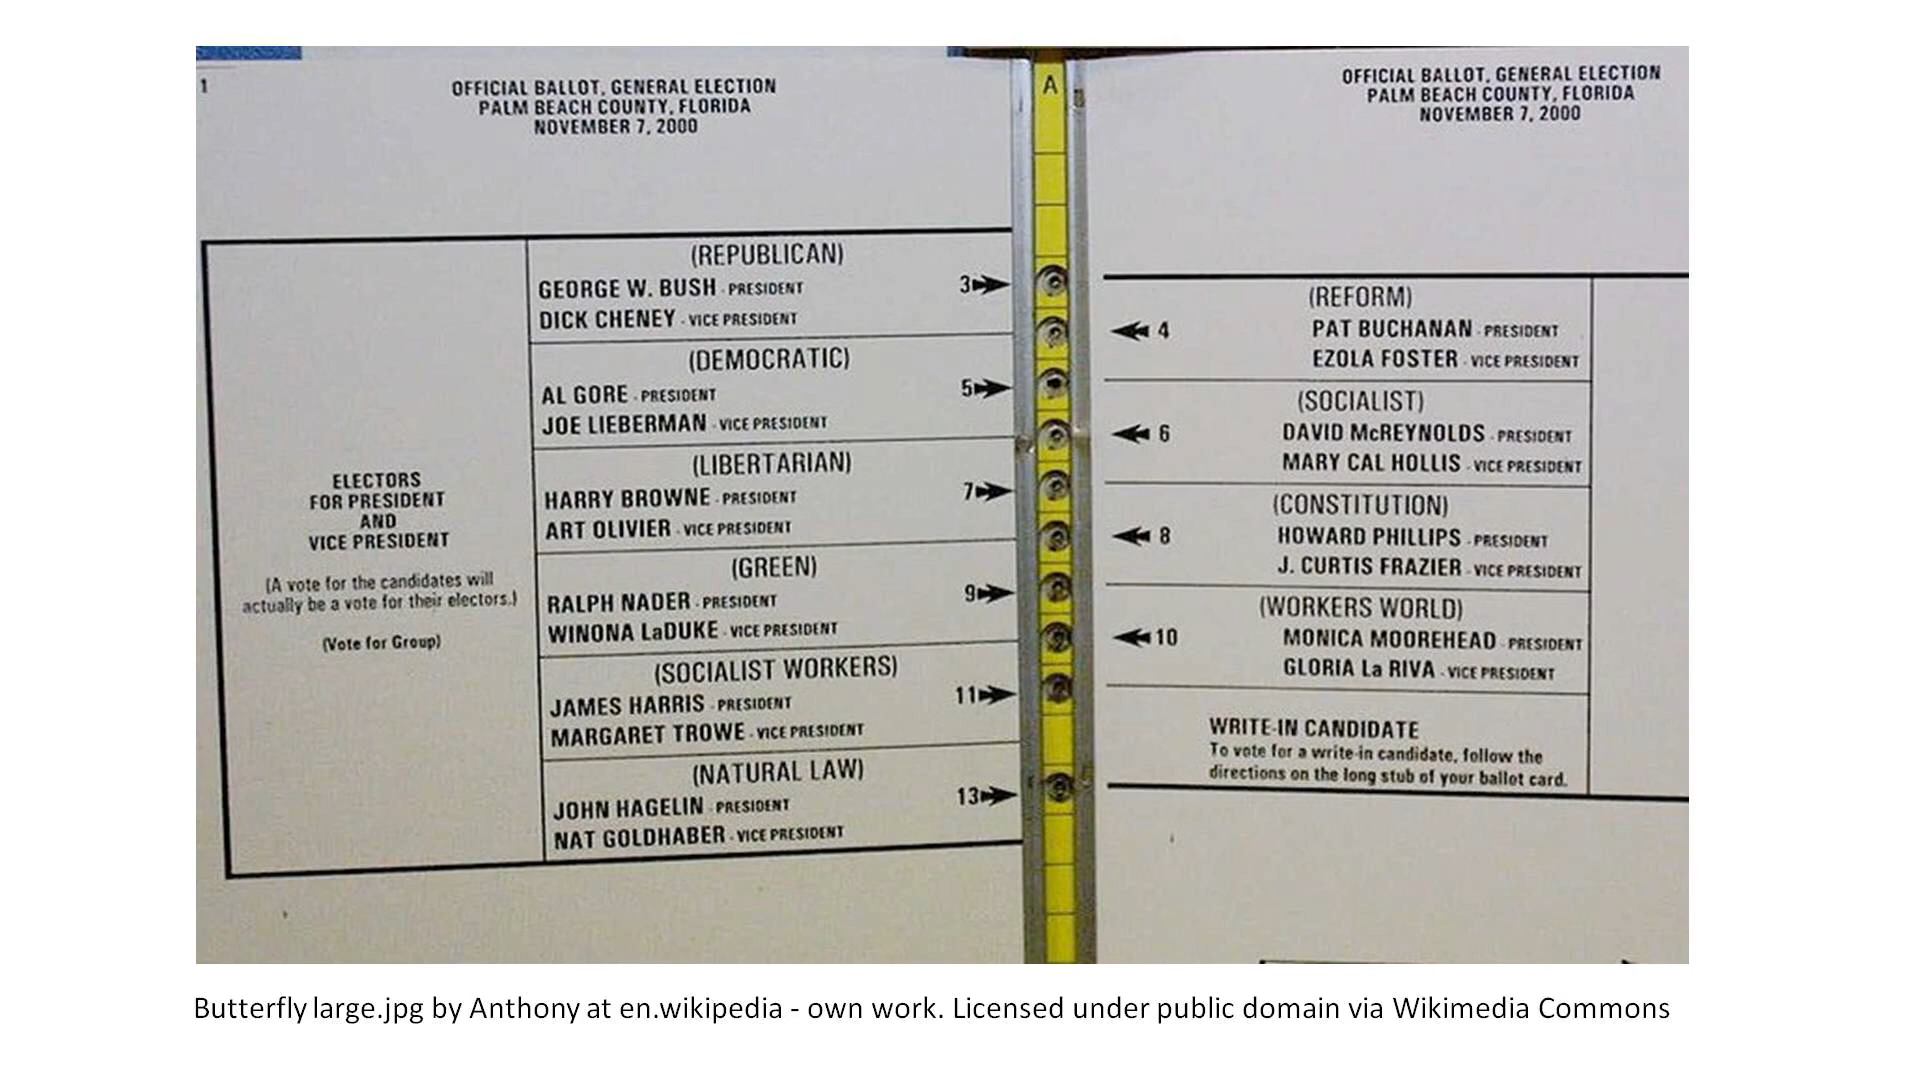 1
OFFICIAL BALLOT, GENERAL ELECTION
PALM BEACH COUNTY, FLORIDA
NOVEMBER 7, 2000
ELECTORS
FOR PRESIDENT
AND
VICE PRESIDENT
(A vote for the candidates will
actually be a vote for their electors.)
(Vote for Group)
(REPUBLICAN)
GEORGE W. BUSH - PRESIDENT 3
DICK CHENEY - VICE PRESIDENT
(DEMOCRATIC)
AL GORE - PRESIDENT 5
JOE LIEBERMAN - VICE PRESIDENT
(LIBERTARIAN)
HARRY BROWNE - PRESIDENT 7
ART OLIVIER - VICE PRESIDENT
(GREEN)
RALPH NADER - PRESIDENT 9
WINONA LaDUKE - VICE PRESIDENT
(SOCIALIST WORKERS)
JAMES HARRIS - PRESIDENT 11
MARGARET TROWE - VICE PRESIDENT
(NATURAL LAW)
JOHN HAGELIN - PRESIDENT 13
NAT GOLDHABER - VICE PRESIDENT
A
OFFICIAL BALLOT, GENERAL ELECTION
PALM BEACH COUNTY, FLORIDA
NOVEMBER 7, 2000
(REFORM)
4 PAT BUCHANAN - PRESIDENT
EZOLA FOSTER - VICE PRESIDENT
(SOCIALIST)
6 DAVID McREYNOLDS - PRESIDENT
MARY CAL HOLLIS - VICE PRESIDENT
(CONSTITUTION)
8 HOWARD PHILLIPS - PRESIDENT
J. CURTIS FRAZIER - VICE PRESIDENT
(WORKERS WORLD)
10 MONICA MOOREHEAD - PRESIDENT
GLORIA La RIVA - VICE PRESIDENT
WRITE-IN CANDIDATE
To vote for a write-in candidate, follow the
directions on the long stub of your ballot card.
Butterfly large.jpg by Anthony at en.wikipedia - own work. Licensed under public domain via Wikimedia Commons